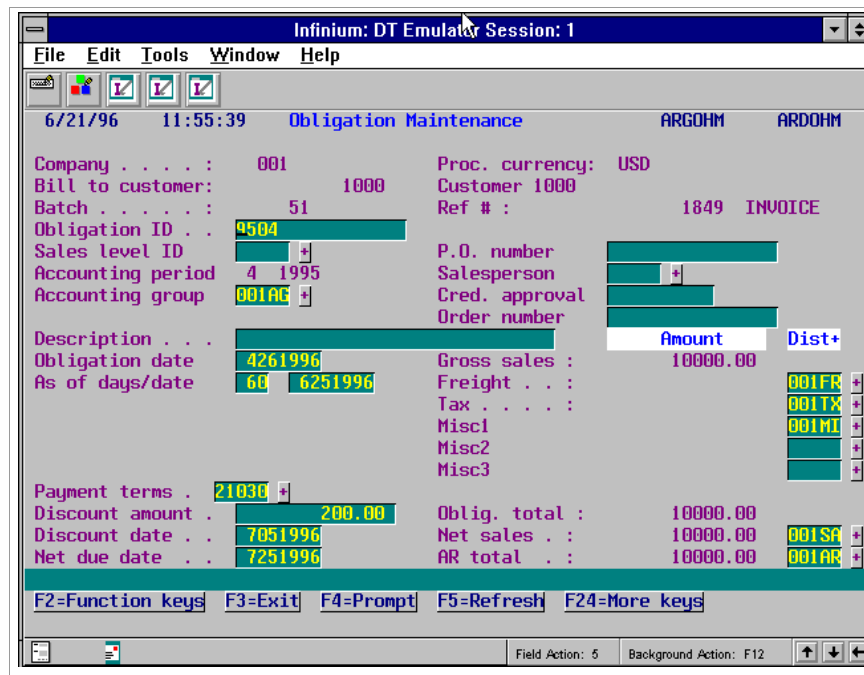 Infinium: DT Emulator Session: 1
File Edit Tools Window Help
6/21/96 11:55:39 Obligation Maintenance ARGOHM ARDOHM
Company . . . . : 001 Proc. currency: USD
Bill to customer: 1000 Customer 1000
Batch . . . . . : 51 Ref # : 1849 INVOICE
Obligation ID . . 9504
Sales level ID + P.O. number
Accounting period 4 1995 Salesperson +
Accounting group 001AG + Cred. approval
Order number
Description . . . Amount Dist+
Obligation date 4261996 Gross sales : 10000.00
As of days/date 60 6251996 Freight . . : 001FR +
Tax . . . . : 001TX +
Misc1 001MI +
Misc2 +
Misc3 +
Payment terms . 21030 +
Discount amount . 200.00 Oblig. total : 10000.00
Discount date . . 7051996 Net sales . : 10000.00 001SA +
Net due date . . 7251996 AR total . : 10000.00 001AR +
F2=Function keys F3=Exit F4=Prompt F5=Refresh F24=More keys
Field Action: 5 Background Action: F12